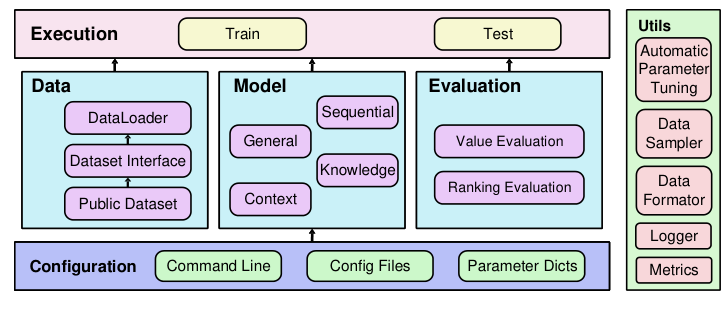 Execution
Train
Test
Data
DataLoader
Dataset Interface
Public Dataset
Model
Sequential
General
Knowledge
Context
Evaluation
Value Evaluation
Ranking Evaluation
Configuration
Command Line
Config Files
Parameter Dicts
Utils
Automatic
Parameter
Tuning
Data
Sampler
Data
Formator
Logger
Metrics